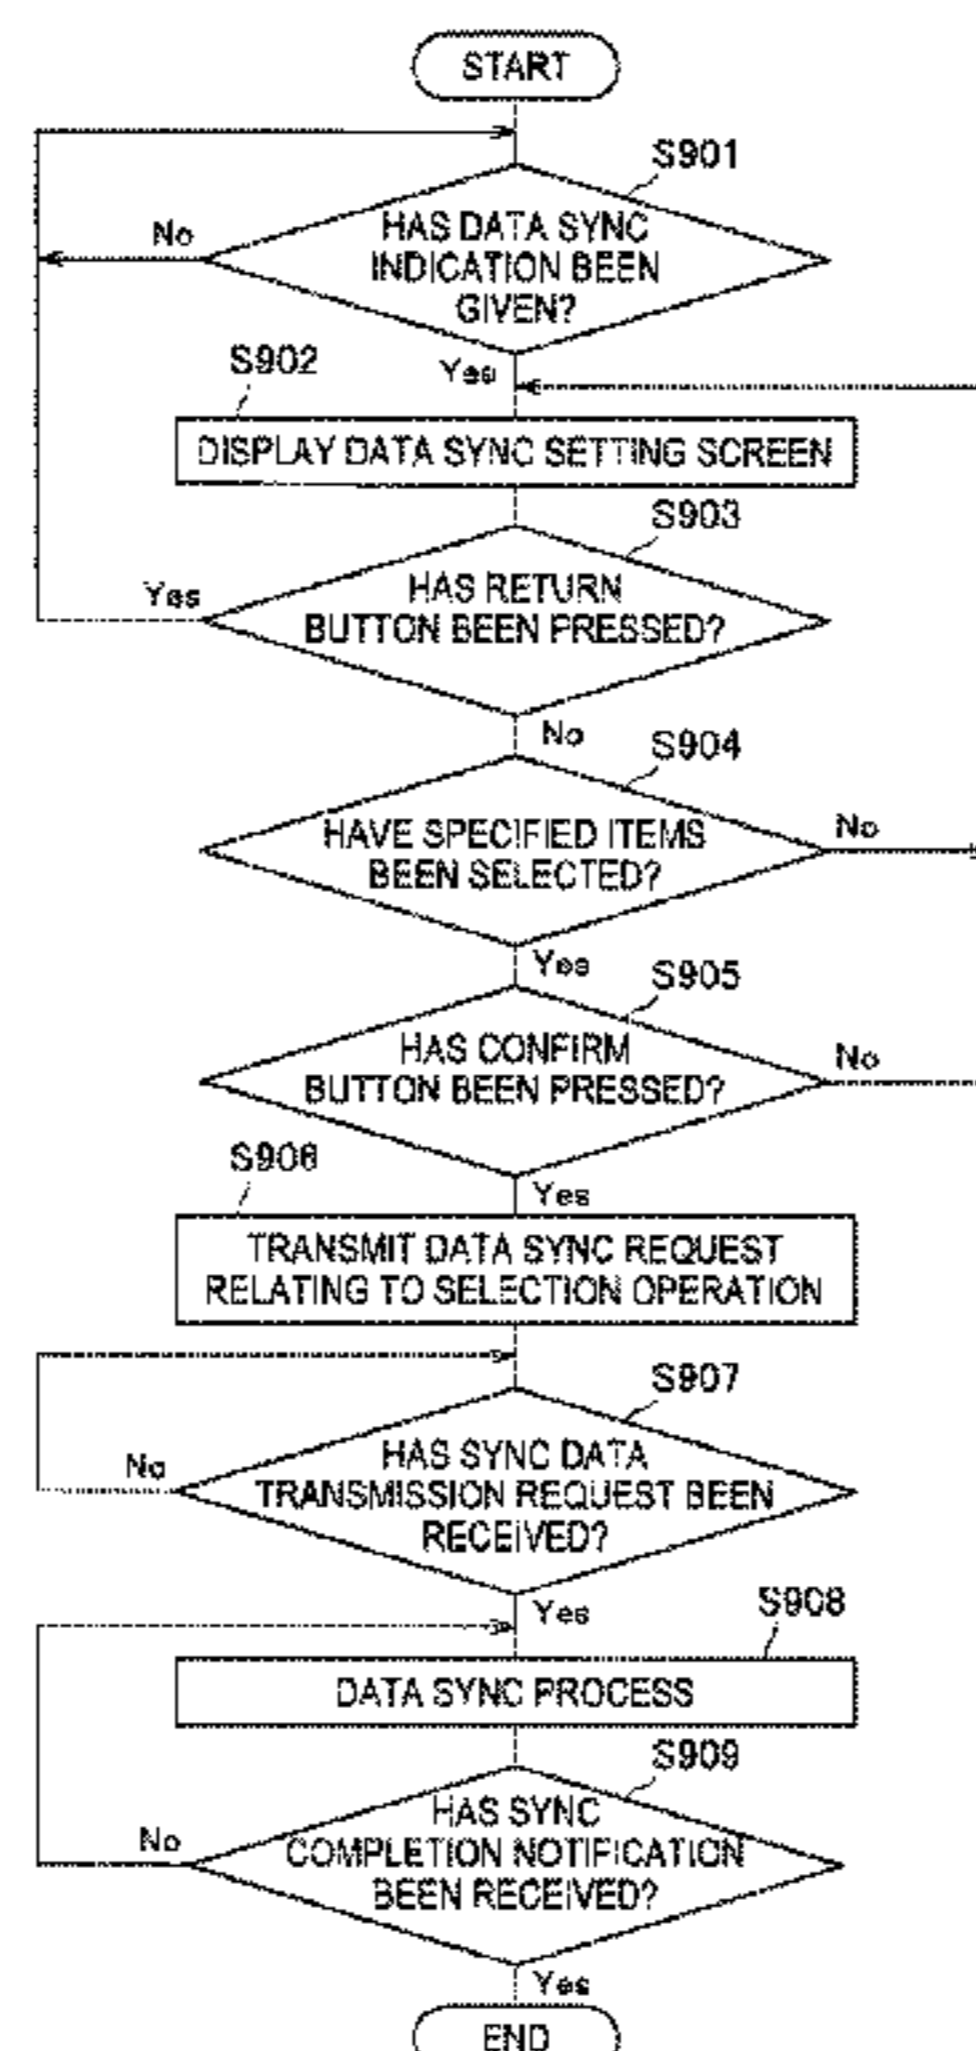 START
S901
No
HAS DATA SYNC
INDICATION BEEN
GIVEN?
Yes
S902
DISPLAY DATA SYNC SETTING SCREEN
S903
Yes
HAS RETURN
BUTTON BEEN PRESSED?
No
S904
HAVE SPECIFIED ITEMS
BEEN SELECTED?
No
Yes
S905
HAS CONFIRM
BUTTON BEEN PRESSED?
No
S906
Yes
TRANSMIT DATA SYNC REQUEST
RELATING TO SELECTION OPERATION
S907
No
HAS SYNC DATA
TRANSMISSION REQUEST BEEN
RECEIVED?
Yes
S908
DATA SYNC PROCESS
S909
No
HAS SYNC
COMPLETION NOTIFICATION
BEEN RECEIVED?
Yes
END